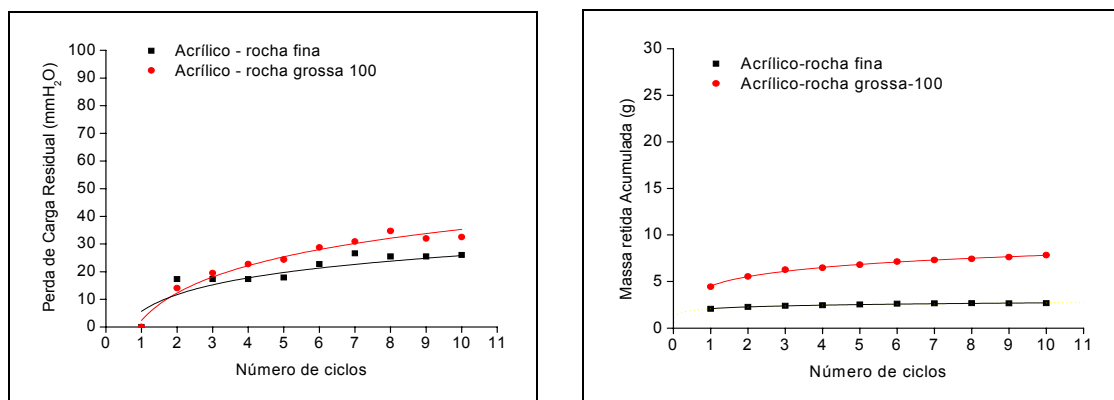 Acrílico - rocha fina
Acrílico - rocha grossa 100
Perda de Carga Residual (mmH₂O)
100
90
80
70
60
50
40
30
20
10
0
0 1 2 3 4 5 6 7 8 9 10 11
Número de ciclos
Acrílico-rocha fina
Acrílico-rocha grossa-100
Massa retida Acumulada (g)
30
25
20
15
10
5
0
0 1 2 3 4 5 6 7 8 9 10 11
Número de ciclos